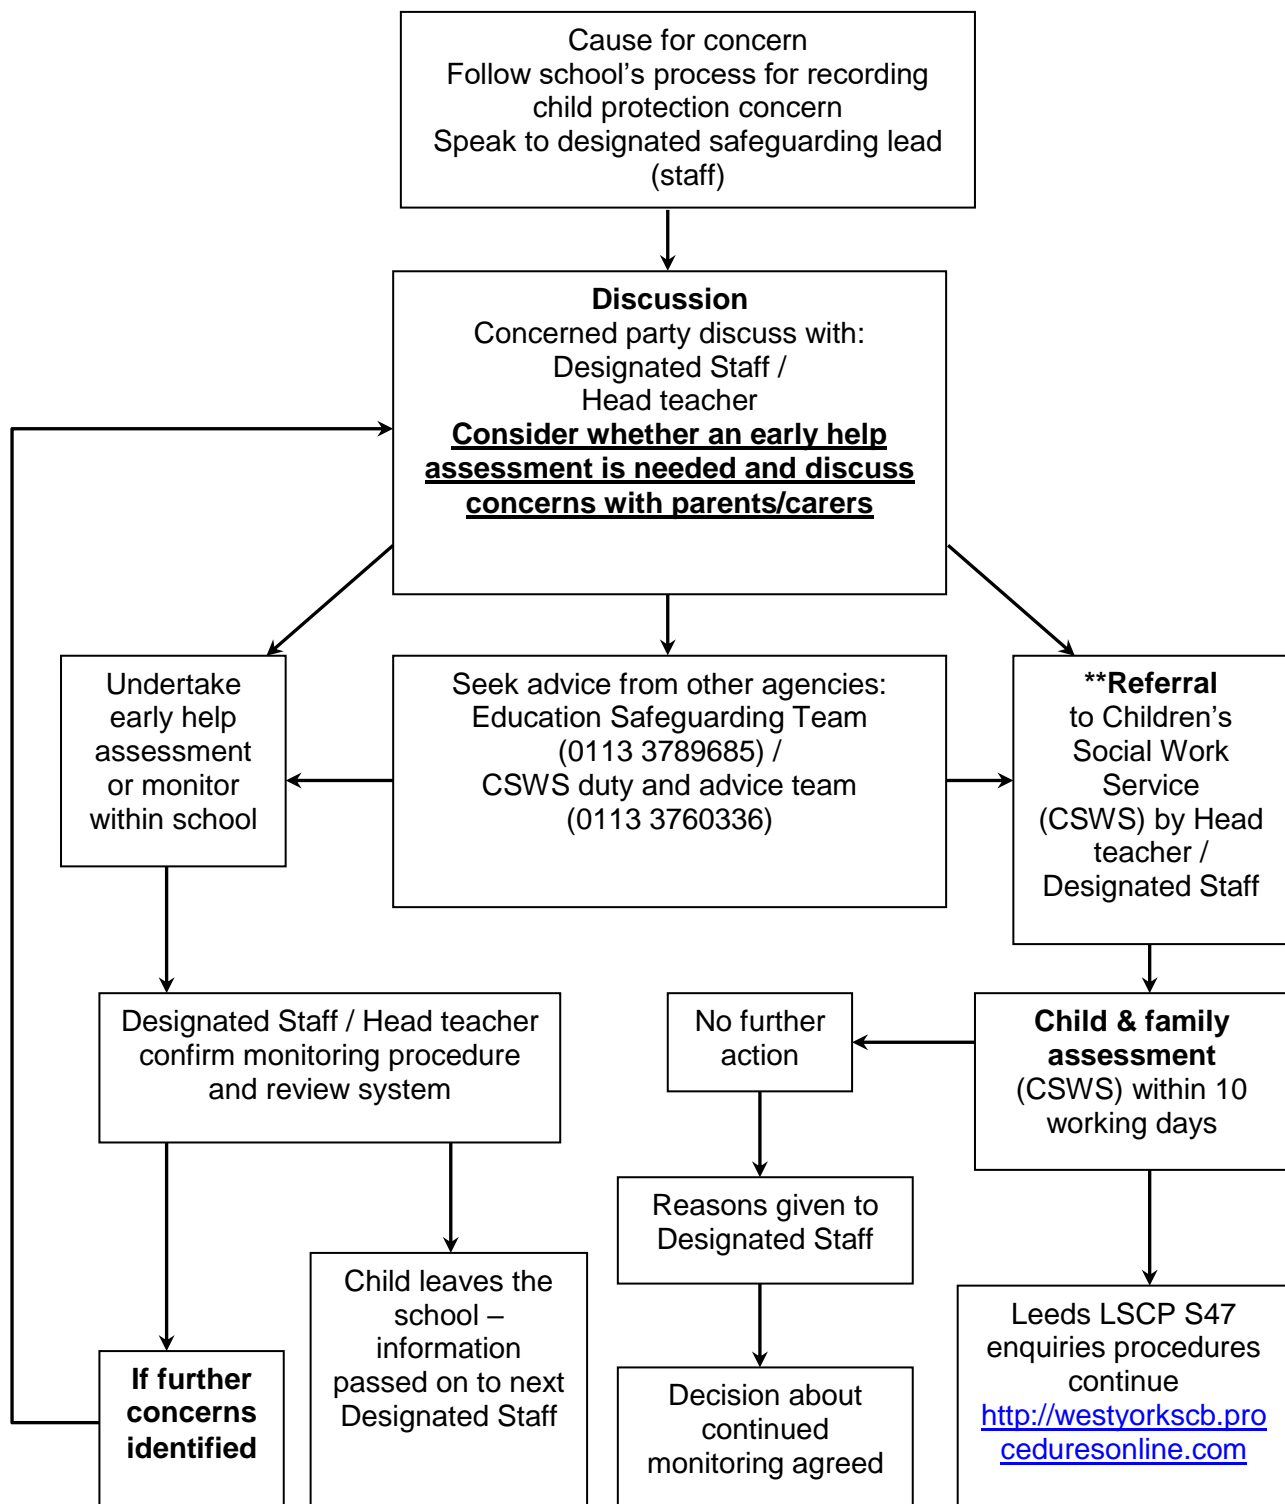 Cause for concern
Follow school’s process for recording
child protection concern
Speak to designated safeguarding lead
(staff)
Discussion
Concerned party discuss with:
Designated Staff /
Head teacher
Consider whether an early help
assessment is needed and discuss
concerns with parents/carers
Undertake
early help
assessment
or monitor
within school
Seek advice from other agencies:
Education Safeguarding Team
(0113 3789685) /
CSWS duty and advice team
(0113 3760336)
**Referral
to Children’s
Social Work
Service
(CSWS) by Head
teacher /
Designated Staff
Designated Staff / Head teacher
confirm monitoring procedure
and review system
No further
action
Child & family
assessment
(CSWS) within 10
working days
Reasons given to
Designated Staff
If further
concerns
identified
Child leaves the
school –
information
passed on to next
Designated Staff
Decision about
continued
monitoring agreed
Leeds LSCP S47
enquiries procedures
continue
http://westyorkscb.pro
ceduresonline.com